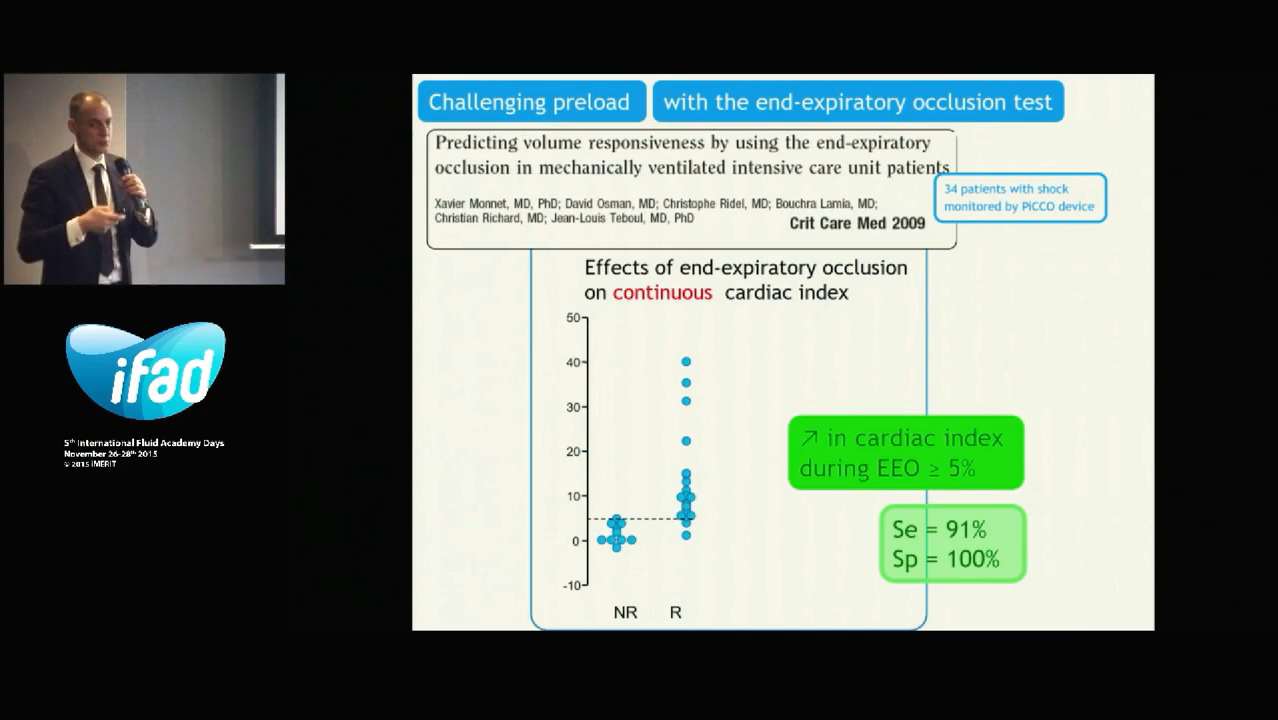 Challenging preload
with the end-expiratory occlusion test
Predicting volume responsiveness by using the end-expiratory
occlusion in mechanically ventilated intensive care unit patients
Xavier Monnet, MD, PhD; David Osman, MD; Christophe Ridel, MD; Bouchra Lamia, MD;
Christian Richard, MD; Jean-Louis Teboul, MD, PhD
Crit Care Med 2009
34 patients with shock
monitored by PiCCO device
Effects of end-expiratory occlusion
on continuous cardiac index
50
40
30
20
10
0
-10
NR R
↗ in cardiac index
during EEO ≥ 5%
Se = 91%
Sp = 100%
ifad
5th International Fluid Academy Days
November 26-28th 2015
© 2015 iMERIT